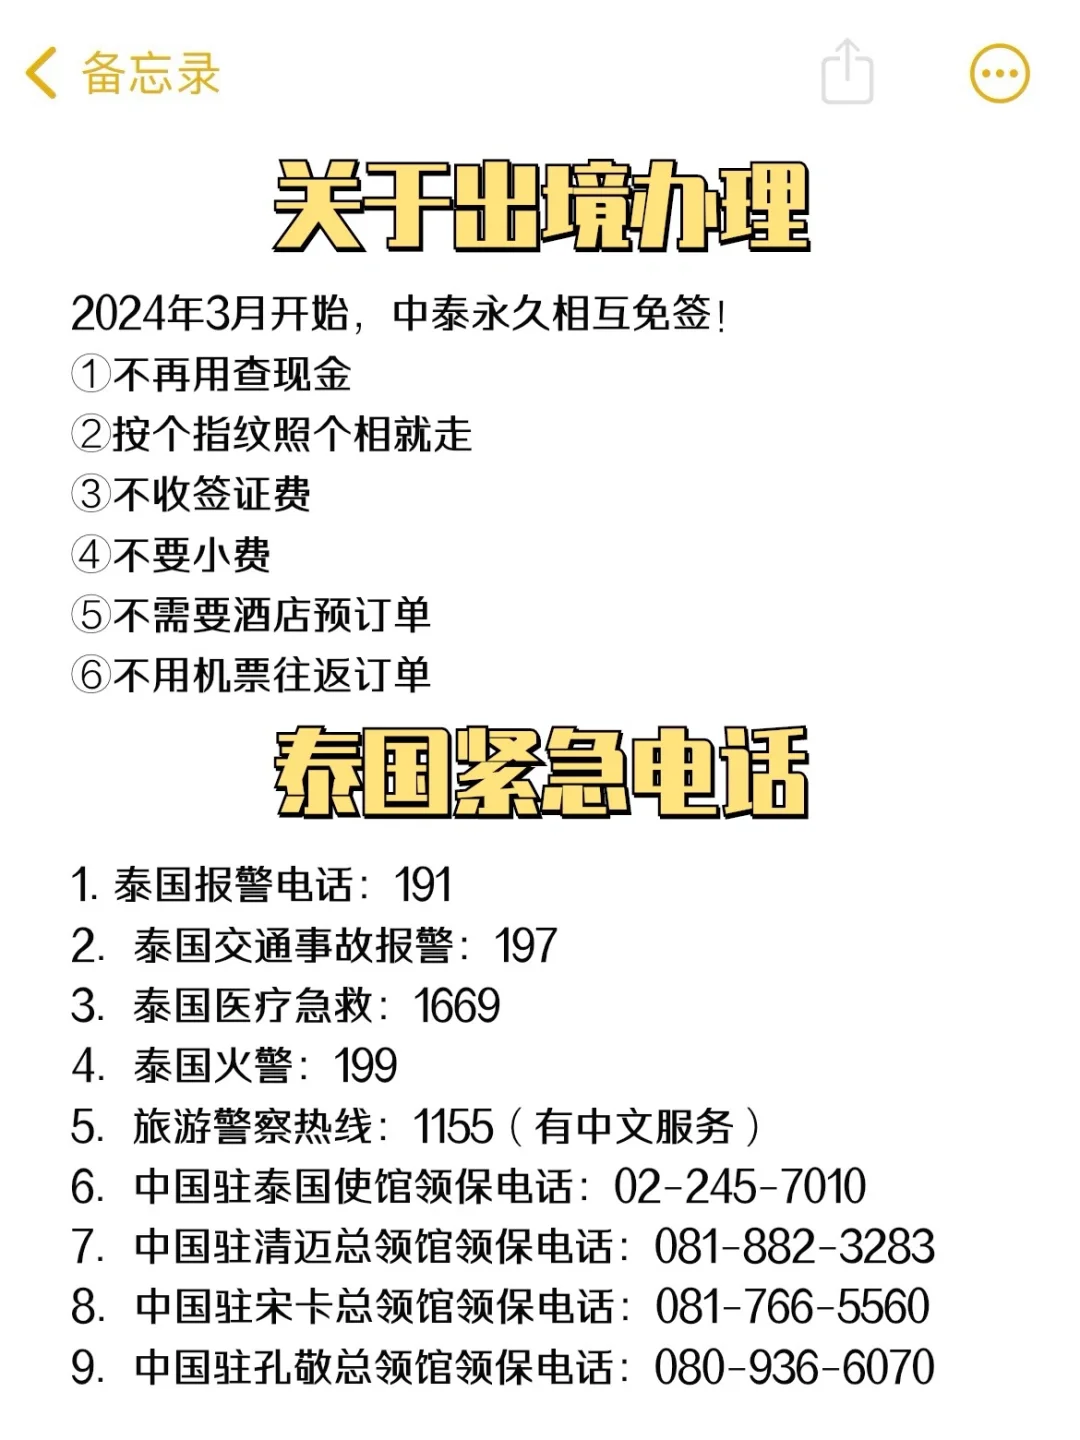 备忘录
关于出境办理
2024年3月开始，中泰永久相互免签！
①不再用查现金
②按个指纹照个相就走
③不收签证费
④不要小费
⑤不需要酒店预订单
⑥不用机票往返订单
泰国紧急电话
1. 泰国报警电话：191
2. 泰国交通事故报警：197
3. 泰国医疗急救：1669
4. 泰国火警：199
5. 旅游警察热线：1155（有中文服务）
6. 中国驻泰国使馆领保电话：02-245-7010
7. 中国驻清迈总领馆领保电话：081-882-3283
8. 中国驻宋卡总领馆领保电话：081-766-5560
9. 中国驻孔敬总领馆领保电话：080-936-6070